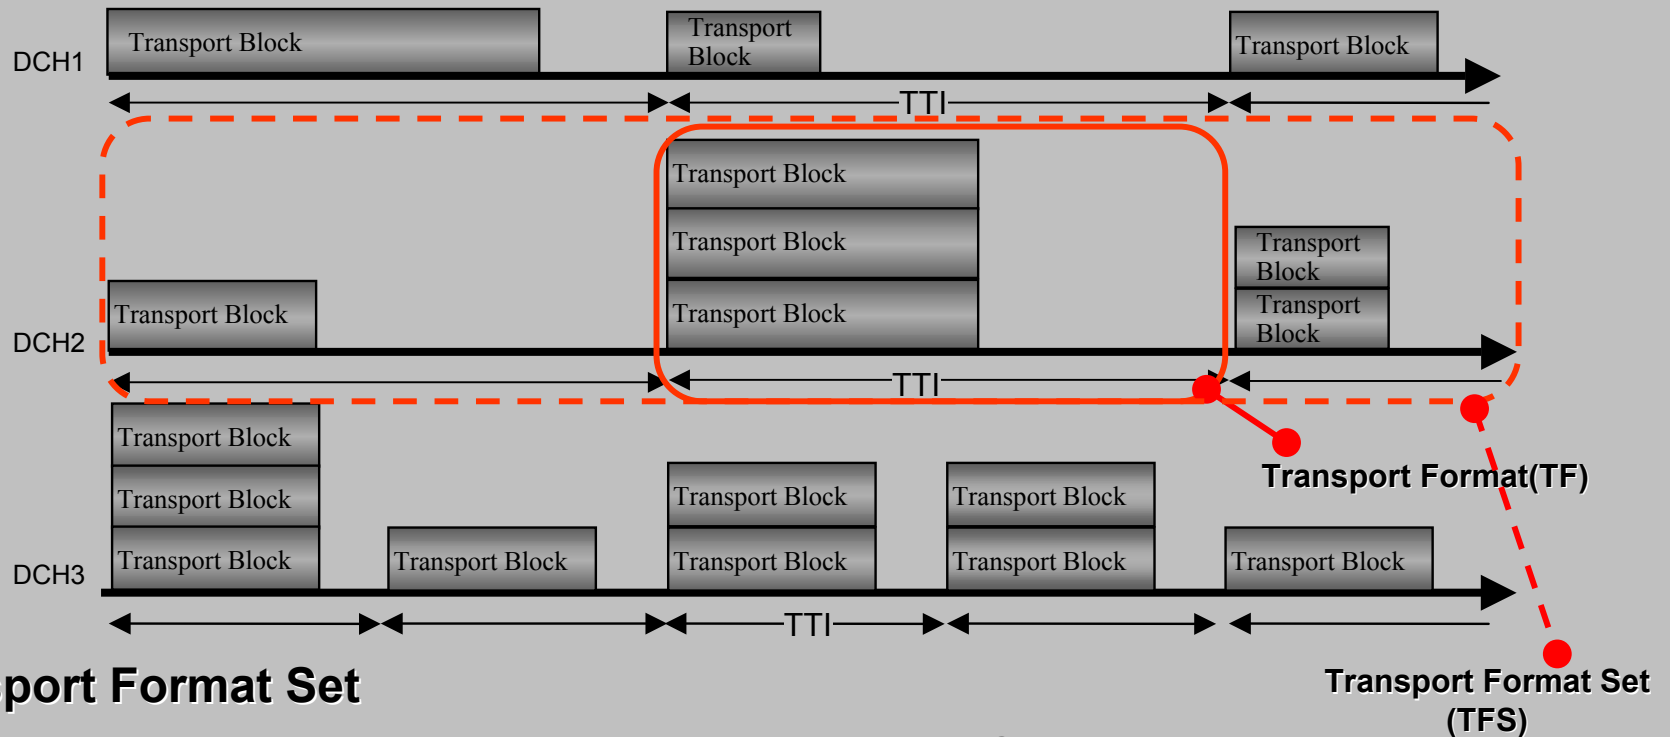 Transport Block
Transport
Block
Transport Block
DCH1
TTI
Transport Block
Transport Block
Transport
Block
Transport Block
Transport Block
Transport
Block
DCH2
TTI
Transport Block
Transport Block
Transport Block
Transport Block
Transport Format(TF)
Transport Block
Transport Block
Transport Block
Transport Block
Transport Block
Transport Block
DCH3
TTI
sport Format Set
Transport Format Set
(TFS)